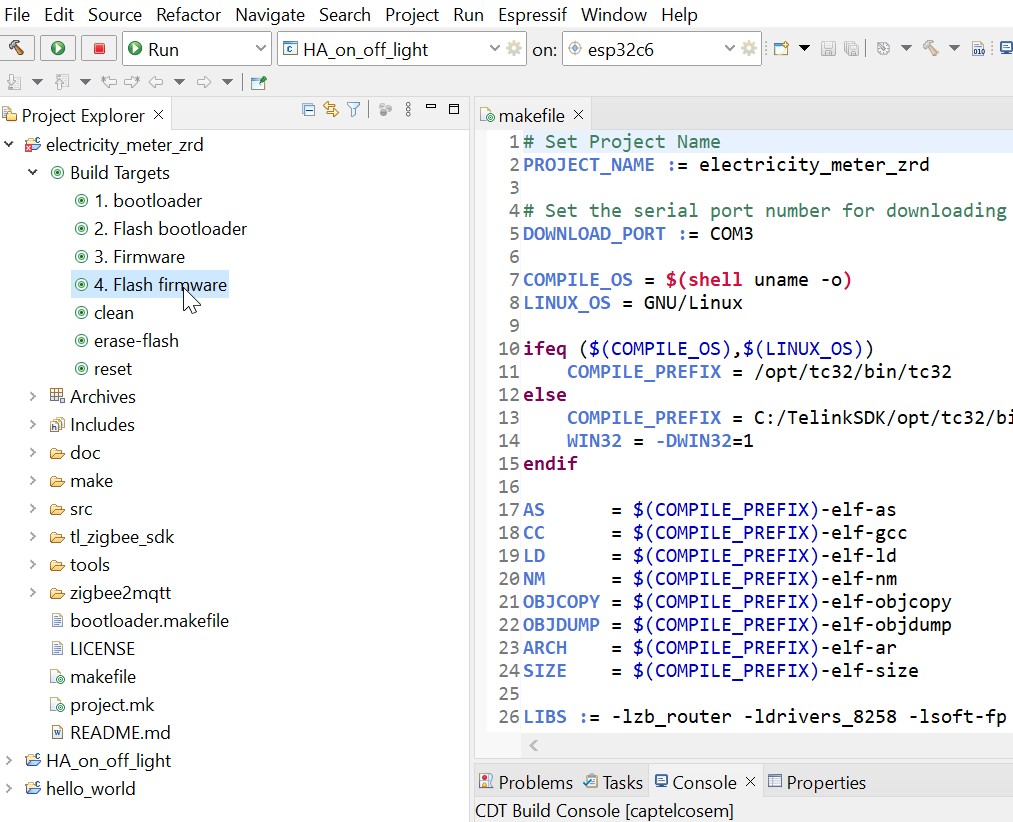 File Edit Source Refactor Navigate Search Project Run Espressif Window Help
Run HA_on_off_light on: esp32c6
Project Explorer
electricity_meter_zrd
Build Targets
1. bootloader
2. Flash bootloader
3. Firmware
4. Flash firmware
clean
erase-flash
reset
Archives
Includes
doc
make
src
tl_zigbee_sdk
tools
zigbee2mqtt
bootloader.makefile
LICENSE
makefile
project.mk
README.md
HA_on_off_light
hello_world
makefile
1 # Set Project Name
2 PROJECT_NAME := electricity_meter_zrd
3
4 # Set the serial port number for downloading
5 DOWNLOAD_PORT := COM3
6
7 COMPILE_OS = $(shell uname -o)
8 LINUX_OS = GNU/Linux
9
10 ifeq ($(COMPILE_OS),$(LINUX_OS))
11     COMPILE_PREFIX = /opt/tc32/bin/tc32
12 else
13     COMPILE_PREFIX = C:/TelinkSDK/opt/tc32/bi
14     WIN32 = -DWIN32=1
15 endif
16
17 AS      = $(COMPILE_PREFIX)-elf-as
18 CC      = $(COMPILE_PREFIX)-elf-gcc
19 LD      = $(COMPILE_PREFIX)-elf-ld
20 NM      = $(COMPILE_PREFIX)-elf-nm
21 OBJCOPY = $(COMPILE_PREFIX)-elf-objcopy
22 OBJDUMP = $(COMPILE_PREFIX)-elf-objdump
23 ARCH    = $(COMPILE_PREFIX)-elf-ar
24 SIZE    = $(COMPILE_PREFIX)-elf-size
25
26 LIBS := -lzb_router -ldrivers_8258 -lsoft-fp
Problems Tasks Console Properties
CDT Build Console [captelcosem]